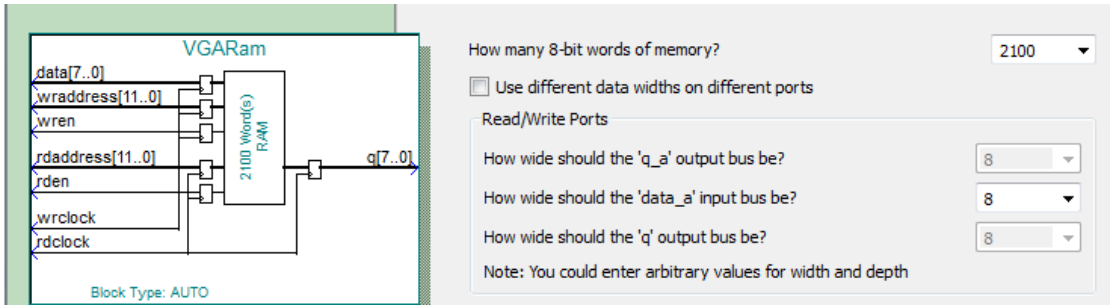 VGARam
data[7..0]
wraddress[11..0]
wren
rdaddress[11..0]
rden
wrclock
rdclock
2100 Word(s)
RAM
q[7..0]
Block Type: AUTO
How many 8-bit words of memory? 2100
Use different data widths on different ports
Read/Write Ports
How wide should the 'q_a' output bus be? 8
How wide should the 'data_a' input bus be? 8
How wide should the 'q' output bus be? 8
Note: You could enter arbitrary values for width and depth